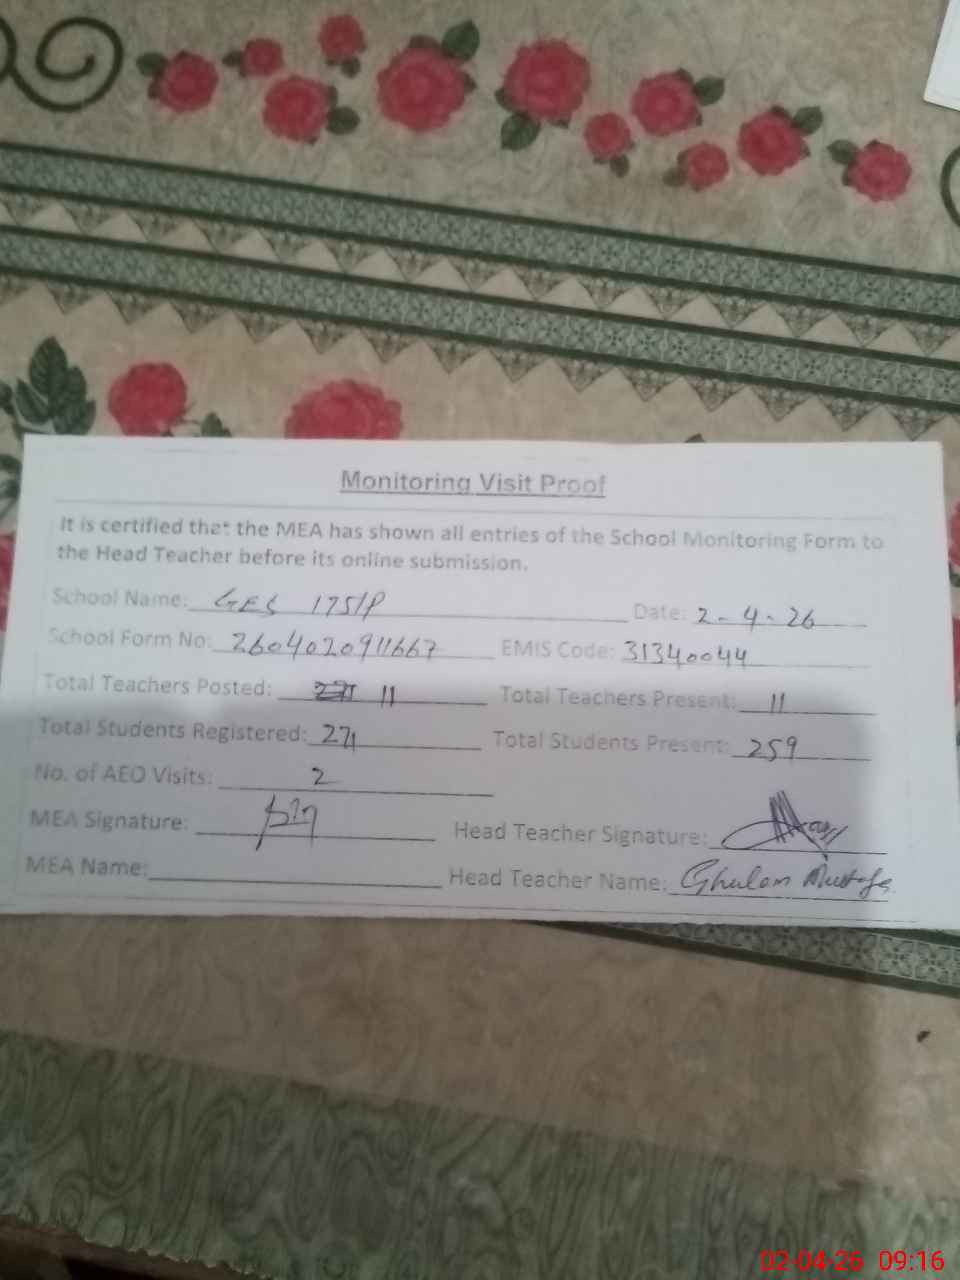 Monitoring Visit Proof
It is certified that the MEA has shown all entries of the School Monitoring Form to
the Head Teacher before its online submission.
School Name: GES 175/P Date: 2-4-26
School Form No: 2604020911667 EMIS Code: 31340044
Total Teachers Posted: 11 Total Teachers Present: 11
Total Students Registered: 271 Total Students Present: 259
No. of AEO Visits: 2
MEA Signature: Head Teacher Signature:
MEA Name: Head Teacher Name: Ghulam Mustafa
02-04-26 09:16